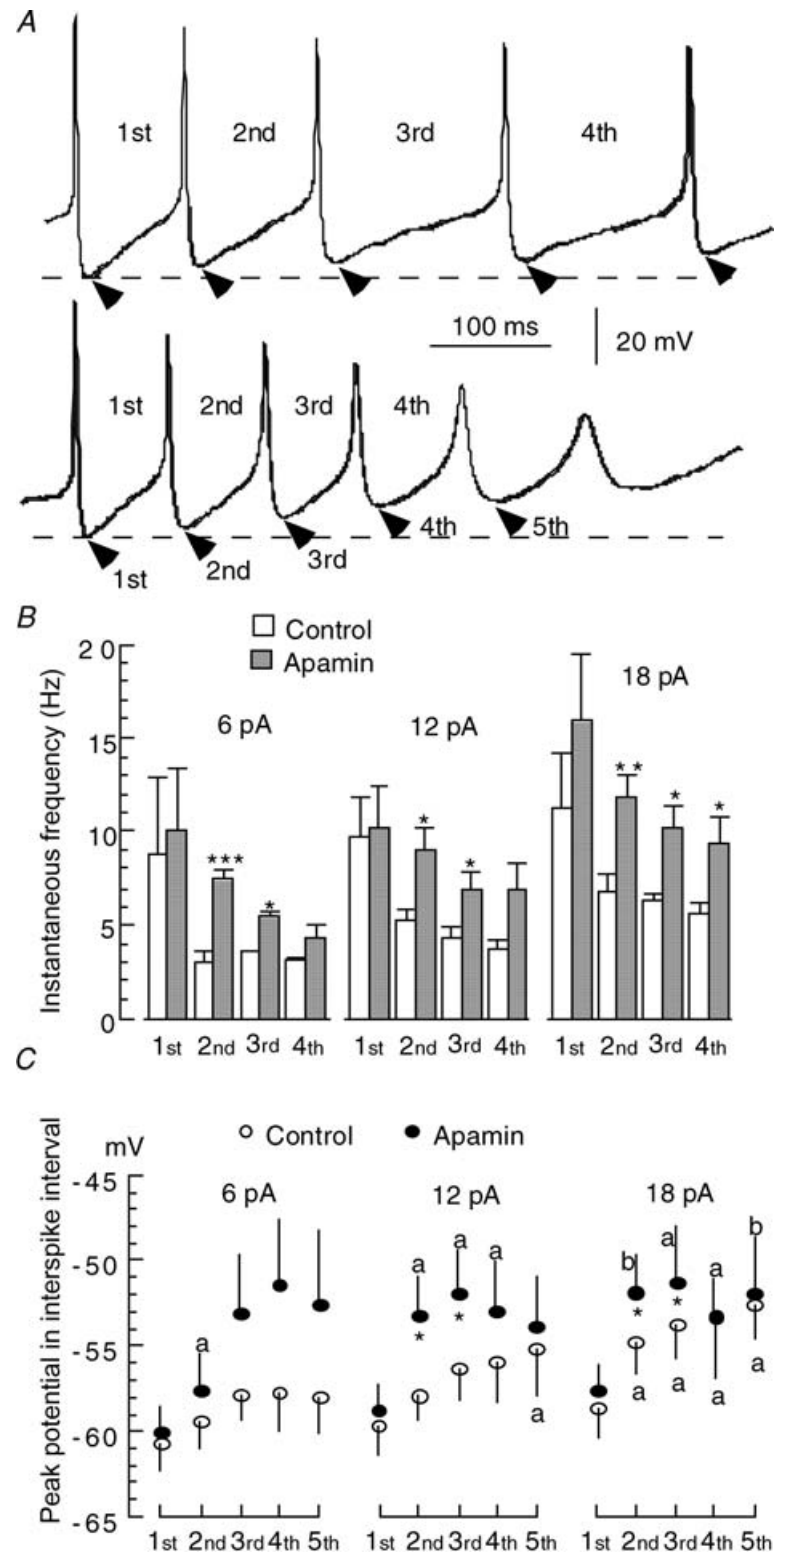 A
1st 2nd 3rd 4th
100 ms
20 mV
1st 2nd 3rd 4th
1st 2nd 3rd 4th 5th
B
Control
Apamin
Instantaneous frequency (Hz)
20
15
10
5
0
6 pA 12 pA 18 pA
*** * * * ** * *
1st 2nd 3rd 4th 1st 2nd 3rd 4th 1st 2nd 3rd 4th
C
Control Apamin
Peak potential in interspike interval
mV
-45
-50
-55
-60
-65
6 pA 12 pA 18 pA
a a a a b a a b
* * * *
a a a a a
1st 2nd 3rd 4th 5th 1st 2nd 3rd 4th 5th 1st 2nd 3rd 4th 5th